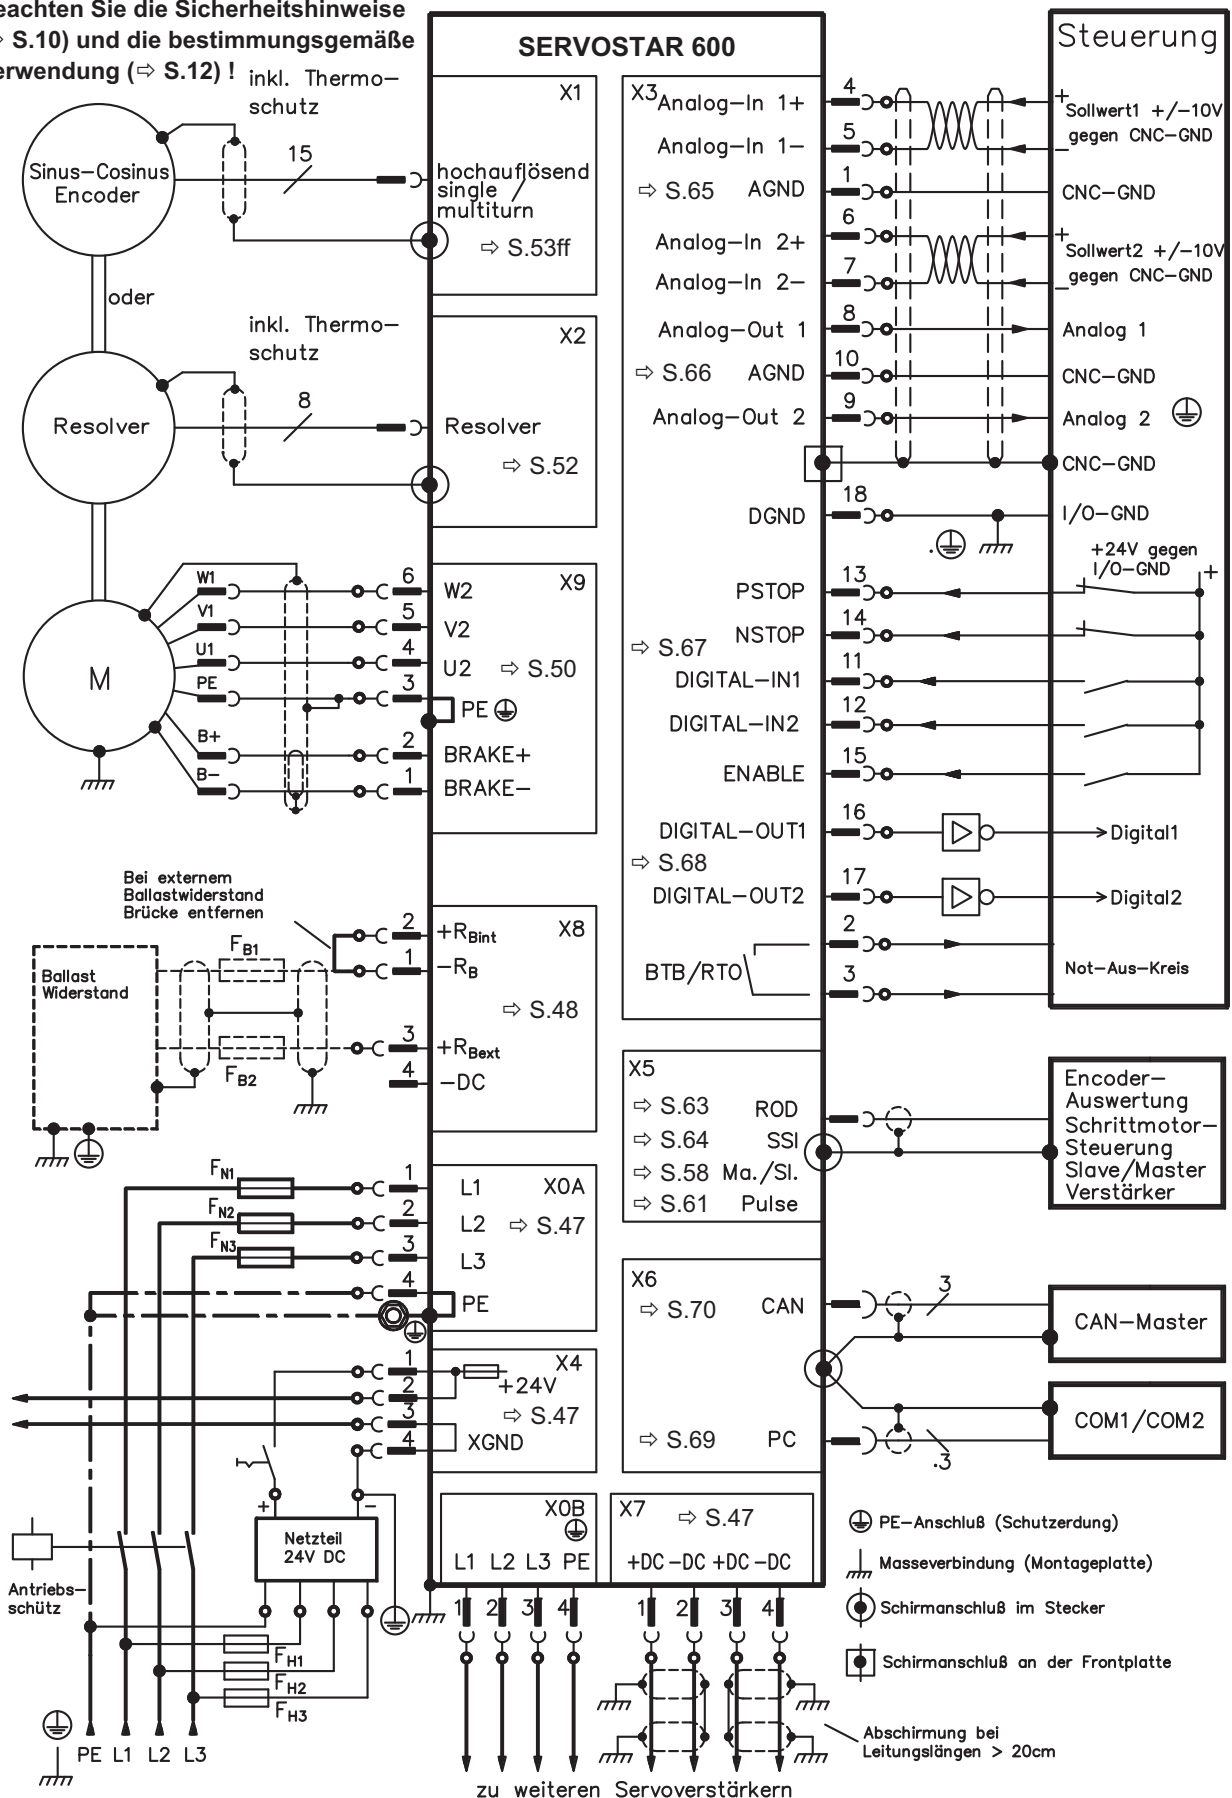 eachten Sie die Sicherheitshinweise
⇨ S.10) und die bestimmungsgemäße
erwendung (⇨ S.12) !
SERVOSTAR 600
Steuerung
inkl. Thermo-
schutz
Sinus-Cosinus
Encoder
15
X1
hochauflösend
single /
multiturn
⇨ S.53ff
oder
inkl. Thermo-
schutz
Resolver
8
X2
Resolver
⇨ S.52
M
W1
V1
U1
PE
B+
B-
6
5
4
3
2
1
X9
W2
V2
U2 ⇨ S.50
PE
BRAKE+
BRAKE-
Bei externem
Ballastwiderstand
Brücke entfernen
Ballast
Widerstand
FB1
FB2
2
1
3
4
X8
+RBint
-RB
⇨ S.48
+RBext
-DC
FN1
FN2
FN3
1
2
3
4
L1 X0A
L2 ⇨ S.47
L3
PE
1
2
3
4
X4
+24V
⇨ S.47
XGND
+ -
Netzteil
24V DC
Antriebs-
schütz
FH1
FH2
FH3
PE L1 L2 L3
X0B
L1 L2 L3 PE
1 2 3 4
X7 ⇨ S.47
+DC -DC +DC -DC
1 2 3 4
zu weiteren Servoverstärkern
X3
Analog-In 1+ 4
Analog-In 1- 5
⇨ S.65 AGND 1
Analog-In 2+ 6
Analog-In 2- 7
Analog-Out 1 8
⇨ S.66 AGND 10
Analog-Out 2 9
DGND 18
PSTOP 13
NSTOP 14
⇨ S.67
DIGITAL-IN1 11
DIGITAL-IN2 12
ENABLE 15
DIGITAL-OUT1 16
⇨ S.68
DIGITAL-OUT2 17
2
BTB/RTO
3
+
Sollwert1 +/-10V
gegen CNC-GND
-
CNC-GND
+
Sollwert2 +/-10V
gegen CNC-GND
-
Analog 1
CNC-GND
Analog 2
CNC-GND
I/O-GND
+24V gegen
I/O-GND +
Digital1
Digital2
Not-Aus-Kreis
X5
⇨ S.63 ROD
⇨ S.64 SSI
⇨ S.58 Ma./Sl.
⇨ S.61 Pulse
Encoder-
Auswertung
Schrittmotor-
Steuerung
Slave/Master
Verstärker
X6
⇨ S.70 CAN
3
CAN-Master
⇨ S.69 PC
.3
COM1/COM2
PE-Anschluß (Schutzerdung)
Masseverbindung (Montageplatte)
Schirmanschluß im Stecker
Schirmanschluß an der Frontplatte
Abschirmung bei
Leitungslängen > 20cm